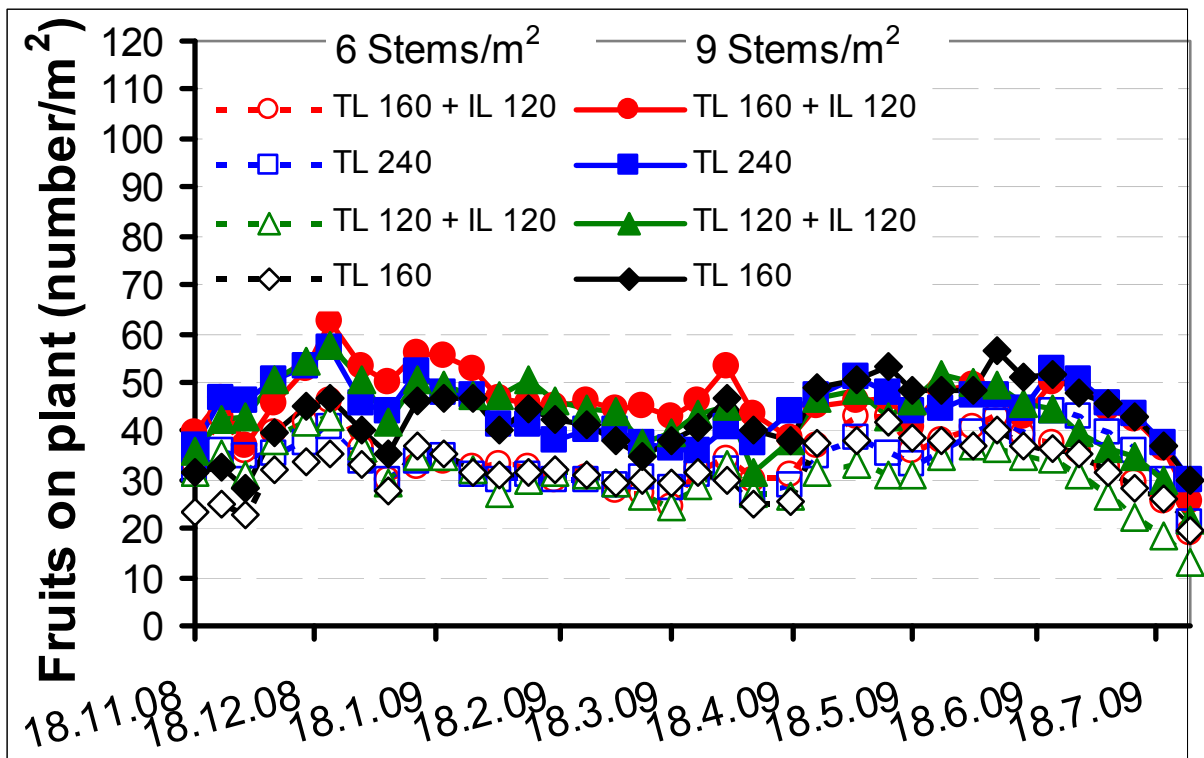 Fruits on plant (number/m²)
6 Stems/m² 9 Stems/m²
TL 160 + IL 120 TL 160 + IL 120
TL 240 TL 240
TL 120 + IL 120 TL 120 + IL 120
TL 160 TL 160
120
110
100
90
80
70
60
50
40
30
20
10
0
18.11.08 18.12.08 18.1.09 18.2.09 18.3.09 18.4.09 18.5.09 18.6.09 18.7.09